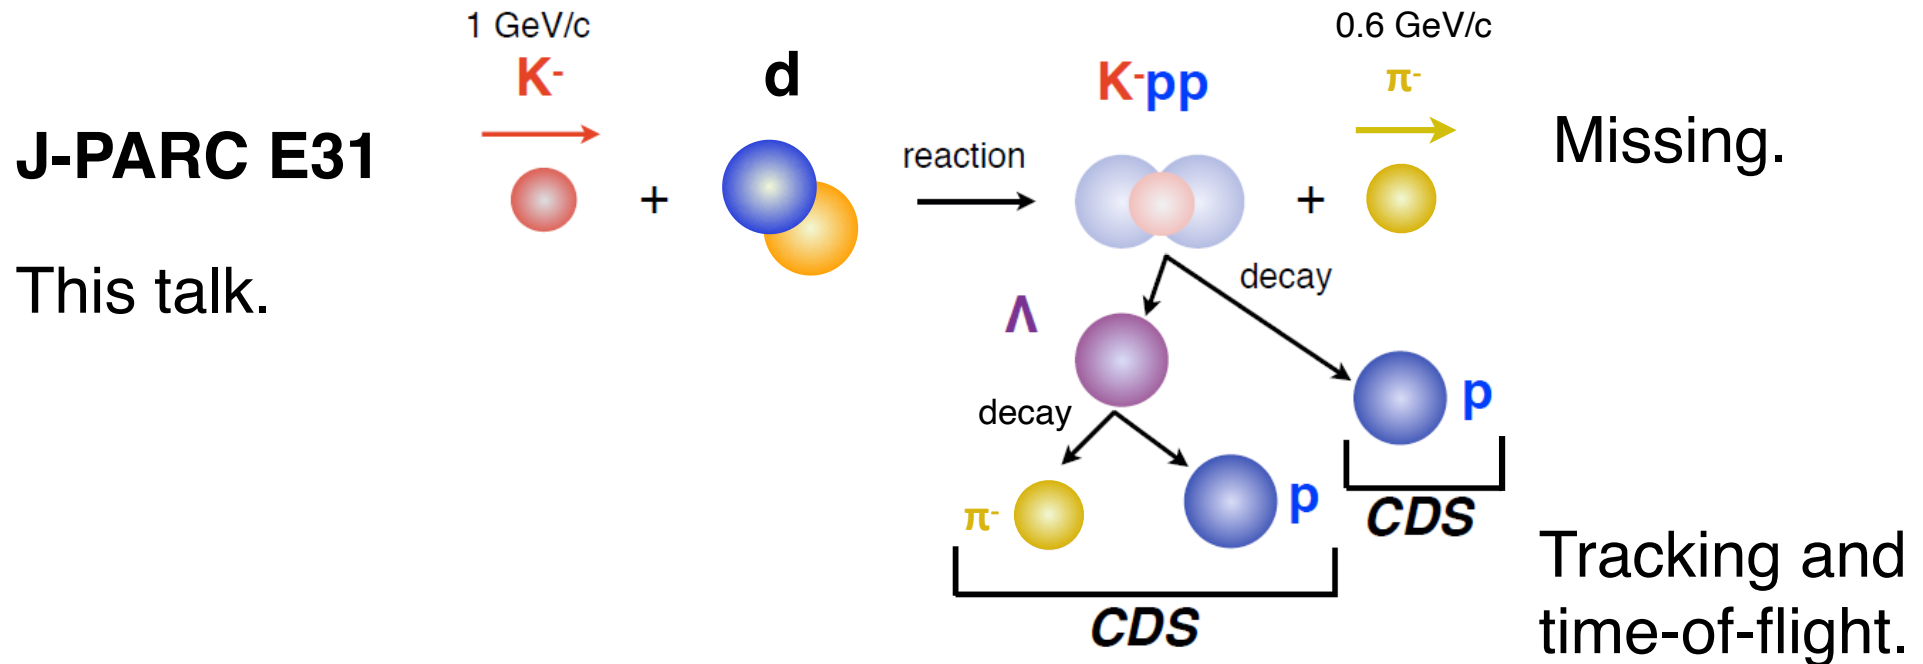 1 GeV/c
0.6 GeV/c
K-
d
K-pp
π-
J-PARC E31
reaction
Missing.
+
+
This talk.
decay
Λ
p
decay
π-
p
CDS
CDS
Tracking and
time-of-flight.